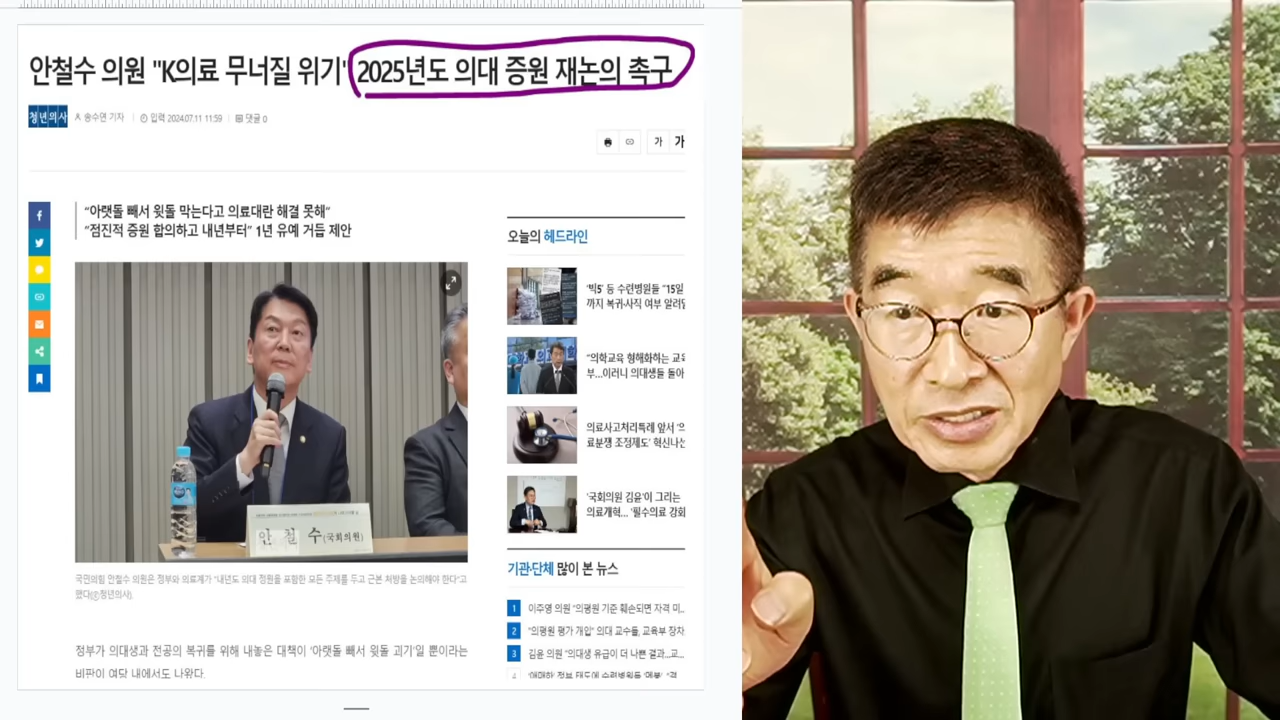 안철수 의원 "K의료 무너질 위기" 2025년도 의대 증원 재논의 촉구
청년의사 송수연 기자 입력 2024.07.11 11:59 댓글 0
가 가
"아랫돌 빼서 윗돌 막는다고 의료대란 해결 못해"
"점진적 증원 합의하고 내년부터" 1년 유예 거듭 제안
안철수(국회의원)
국민의힘 안철수 의원은 정부와 의료계가 "내년도 의대 정원을 포함한 모든 주제를 두고 근본 처방을 논의해야 한다"고
했다(ⓒ청년의사).
정부가 의대생과 전공의 복귀를 위해 내놓은 대책이 '아랫돌 빼서 윗돌 괴기'일 뿐이라는
비판이 여당 내에서도 나왔다.
오늘의 헤드라인
'빅5' 등 수련병원들 "15일
까지 복귀·사직 여부 알려달
"의학교육 형해화하는 교육
부…이러니 의대생들 돌아
의료사고처리특례 앞서 '의
료분쟁 조정제도' 혁신나선
'국회의원 김윤'이 그리는
의료개혁… '필수의료 강화
기관·단체 많이 본 뉴스
1 이주영 의원 "의평원 기준 훼손되면 자격 미…
2 "의평원 평가 개입" 의대 교수들, 교육부 장차
3 김윤 의원 "의대생 유급이 더 나쁜 결과…교…
4